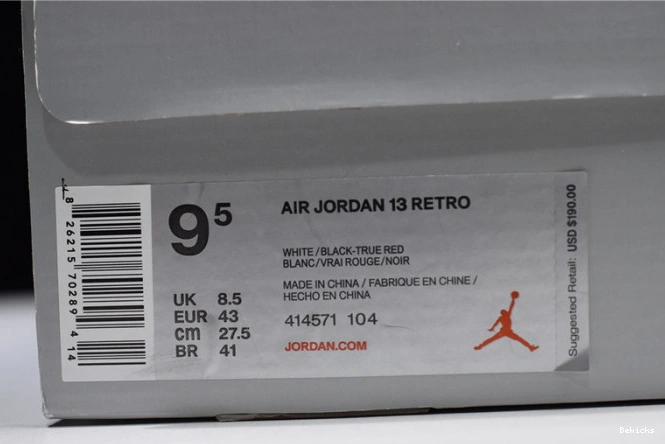 8 26215 70289 4 14
9⁵
AIR JORDAN 13 RETRO
WHITE/BLACK-TRUE RED
BLANC/VRAI ROUGE/NOIR
MADE IN CHINA / FABRIQUE EN CHINE /
HECHO EN CHINA
UK 8.5
EUR 43
cm 27.5
BR 41
414571 104
JORDAN.COM
Suggested Retail: USD $190.00
Bekicks